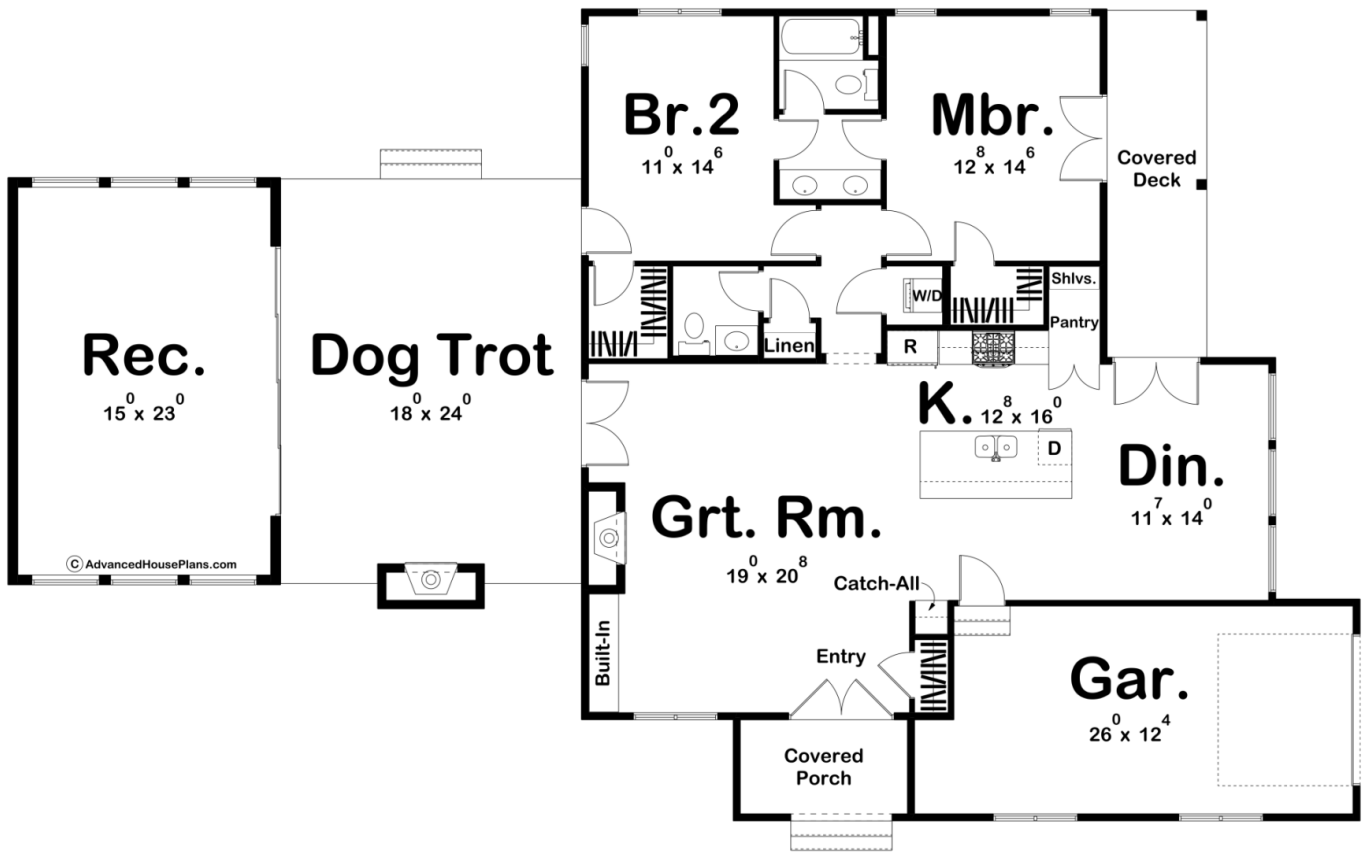 Br.2
11⁰ x 14⁶
Mbr.
12⁸ x 14⁶
Covered
Deck
Rec.
15⁰ x 23⁰
Dog Trot
18⁰ x 24⁰
W/D
Shlvs.
Pantry
Linen
R
K. 12⁸ x 16⁰
D
Din.
11⁷ x 14⁰
Grt. Rm.
19⁰ x 20⁸
Catch-All
Built-In
Entry
Gar.
26⁰ x 12⁴
Covered
Porch
© AdvancedHousePlans.com